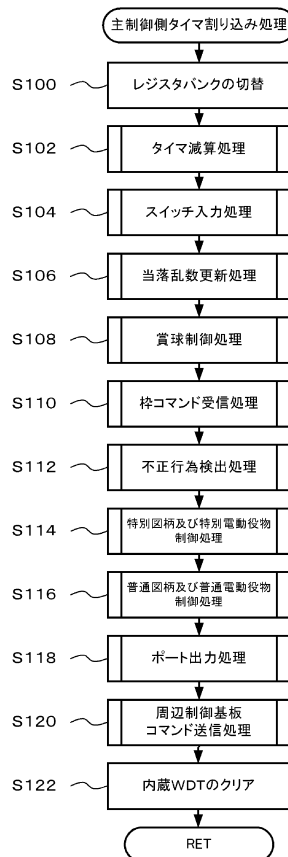 主制御側タイマ割り込み処理
S100
レジスタバンクの切替
S102
タイマ減算処理
S104
スイッチ入力処理
S106
当落乱数更新処理
S108
賞球制御処理
S110
枠コマンド受信処理
S112
不正行為検出処理
S114
特別図柄及び特別電動役物
制御処理
S116
普通図柄及び普通電動役物
制御処理
S118
ポート出力処理
S120
周辺制御基板
コマンド送信処理
S122
内蔵WDTのクリア
RET